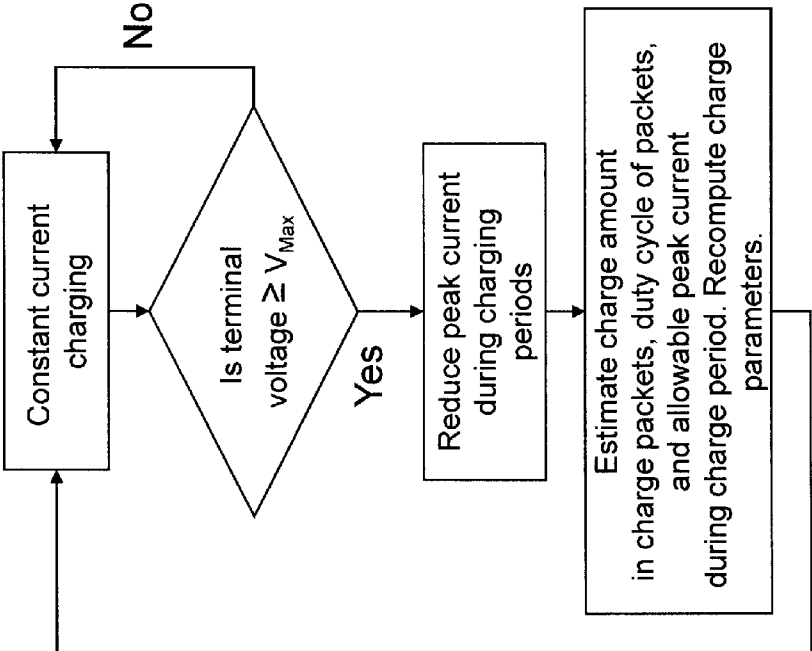 Constant current
charging
No
Is terminal
voltage ≥ V_Max
Yes
Reduce peak current
during charging
periods
Estimate charge amount
in charge packets, duty cycle of packets,
and allowable peak current
during charge period. Recompute charge
parameters.